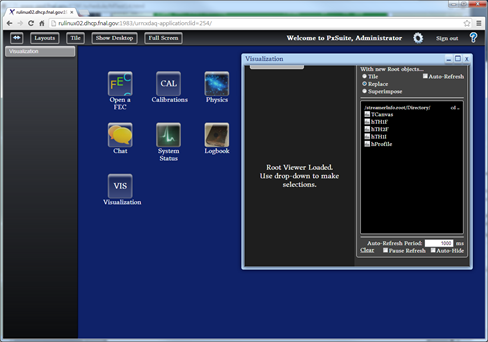 rulinux02.dhcp.fnal.gov:1
rulinux02.dhcp.fnal.gov:1983/urn:xdaq-application:lid=254/
Layouts
Tile
Show Desktop
Full Screen
Welcome to PxSuite, Administrator
Sign out
Visualization
FEC
Open a
FEC
CAL
Calibrations
Physics
Chat
System
Status
Logbook
VIS
Visualization
Visualization
Root Viewer Loaded.
Use drop-down to make
selections.
With new Root objects...
Tile
Auto-Refresh
Replace
Superimpose
/streamerInfo.root/Directory/
cd ..
TCanvas
hTH1F
hTH2F
hTH1I
hProfile
Auto-Refresh Period:
1000
ms
Clear
Pause Refresh
Auto-Hide